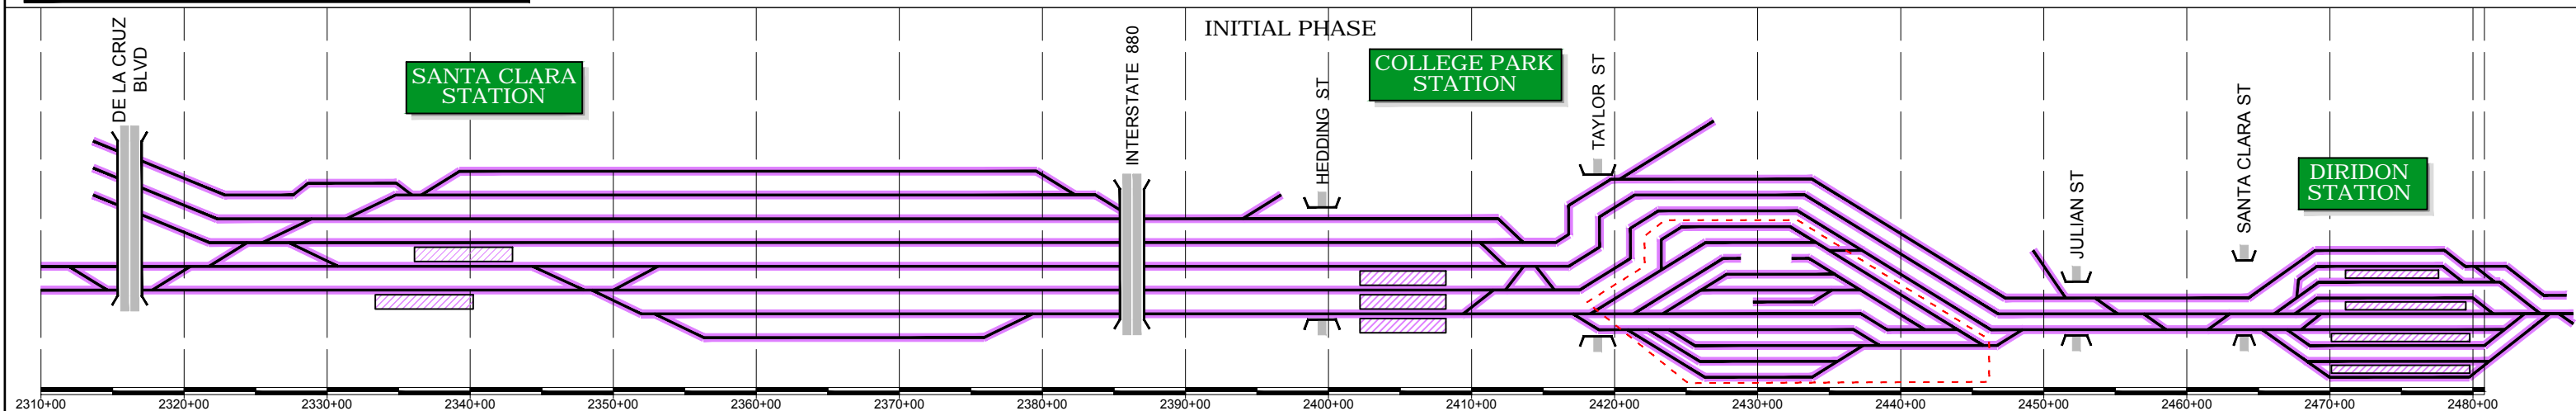 INITIAL PHASE
DE LA CRUZ
BLVD
SANTA CLARA
STATION
INTERSTATE 880
HEDDING ST
COLLEGE PARK
STATION
TAYLOR ST
JULIAN ST
SANTA CLARA ST
DIRIDON
STATION
2310+00 2320+00 2330+00 2340+00 2350+00 2360+00 2370+00 2380+00 2390+00 2400+00 2410+00 2420+00 2430+00 2440+00 2450+00 2460+00 2470+00 2480+00